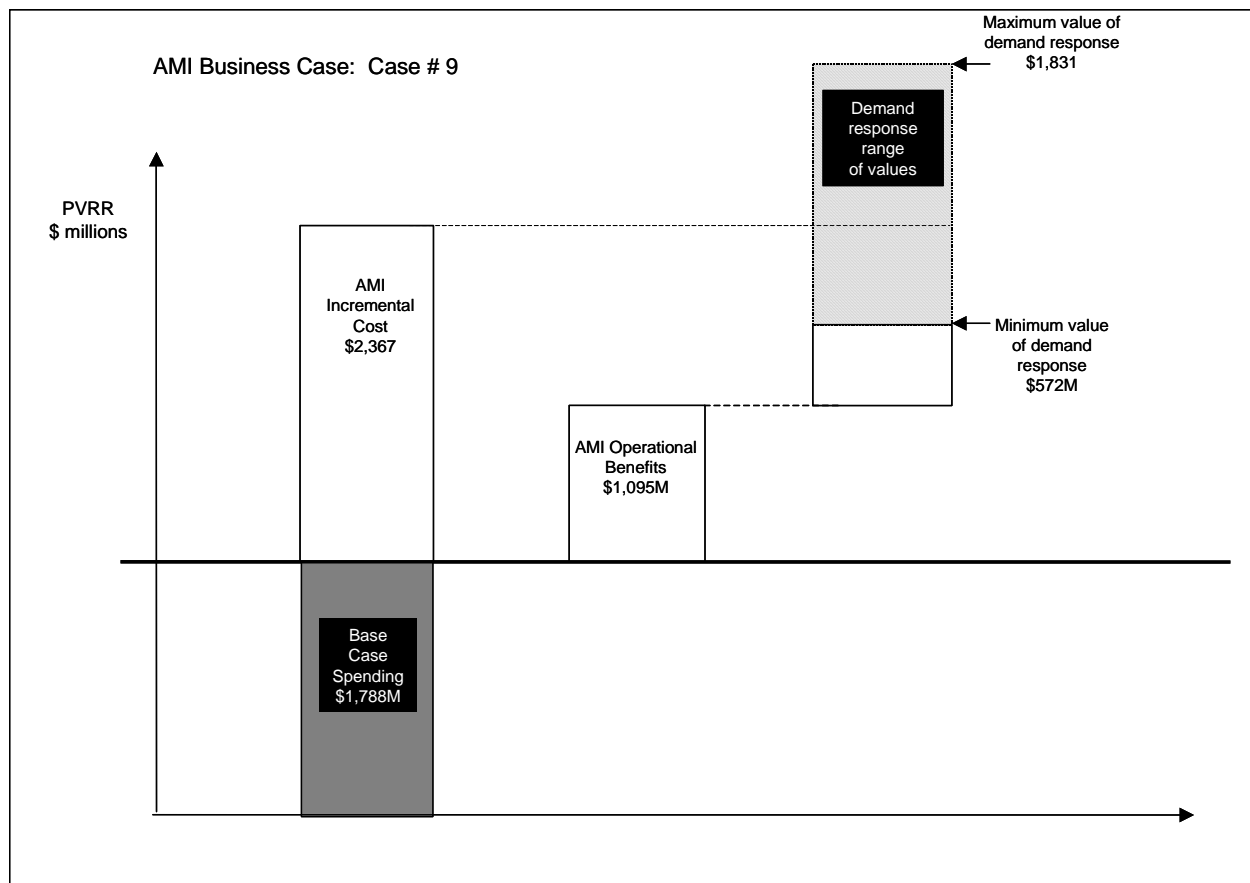 Maximum value of
demand response
$1,831
AMI Business Case: Case # 9
Demand
response
range
of values
PVRR
$ millions
AMI
Incremental
Cost
$2,367
Minimum value
of demand
response
$572M
AMI Operational
Benefits
$1,095M
Base
Case
Spending
$1,788M